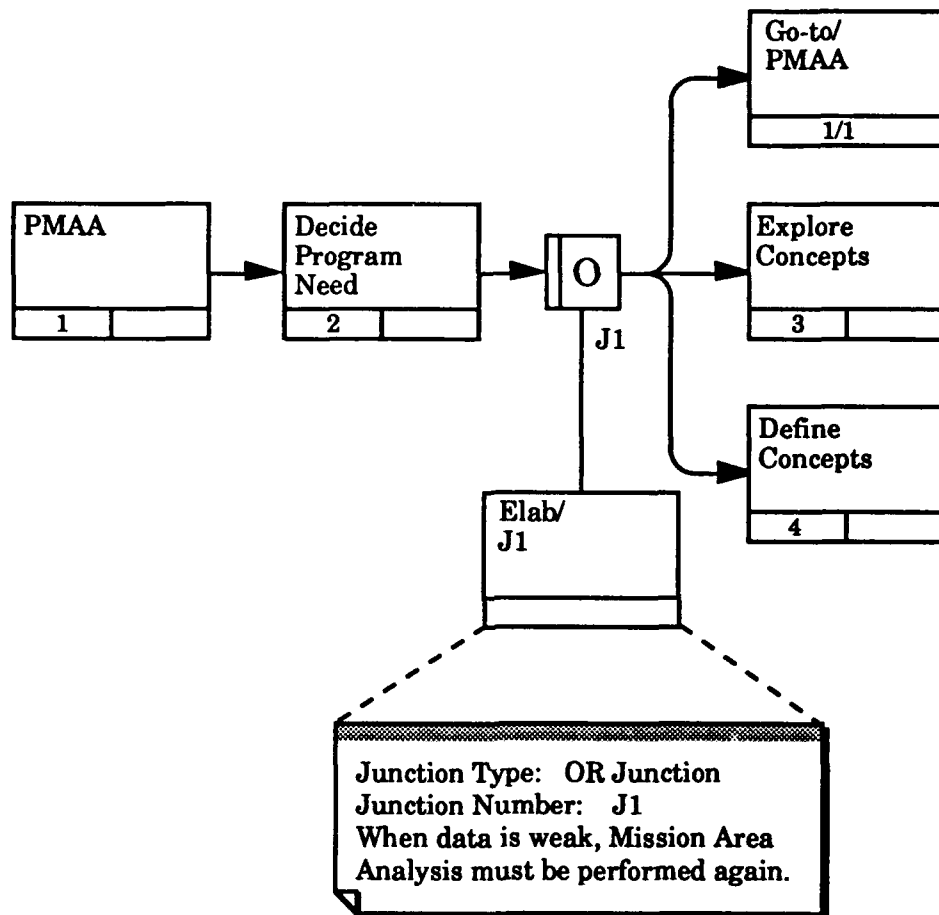 Go-to/
PMAA
1/1
PMAA
1
Decide
Program
Need
2
O
J1
Explore
Concepts
3
Define
Concepts
4
Elab/
J1
Junction Type: OR Junction
Junction Number: J1
When data is weak, Mission Area
Analysis must be performed again.